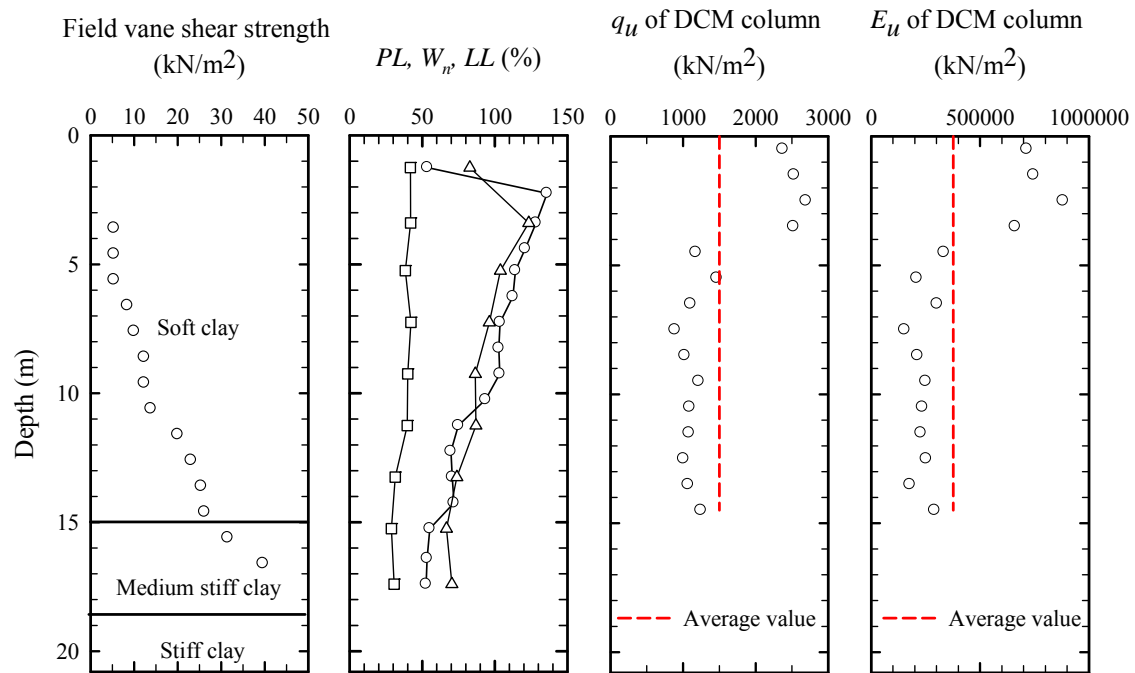 Field vane shear strength
(kN/m2)
0 10 20 30 40 50
PL, Wn, LL (%)
0 50 100 150
qu of DCM column
(kN/m2)
0 1000 2000 3000
Eu of DCM column
(kN/m2)
0 500000 1000000
Depth (m)
0
5
10
15
20
Soft clay
Medium stiff clay
Stiff clay
Average value
Average value